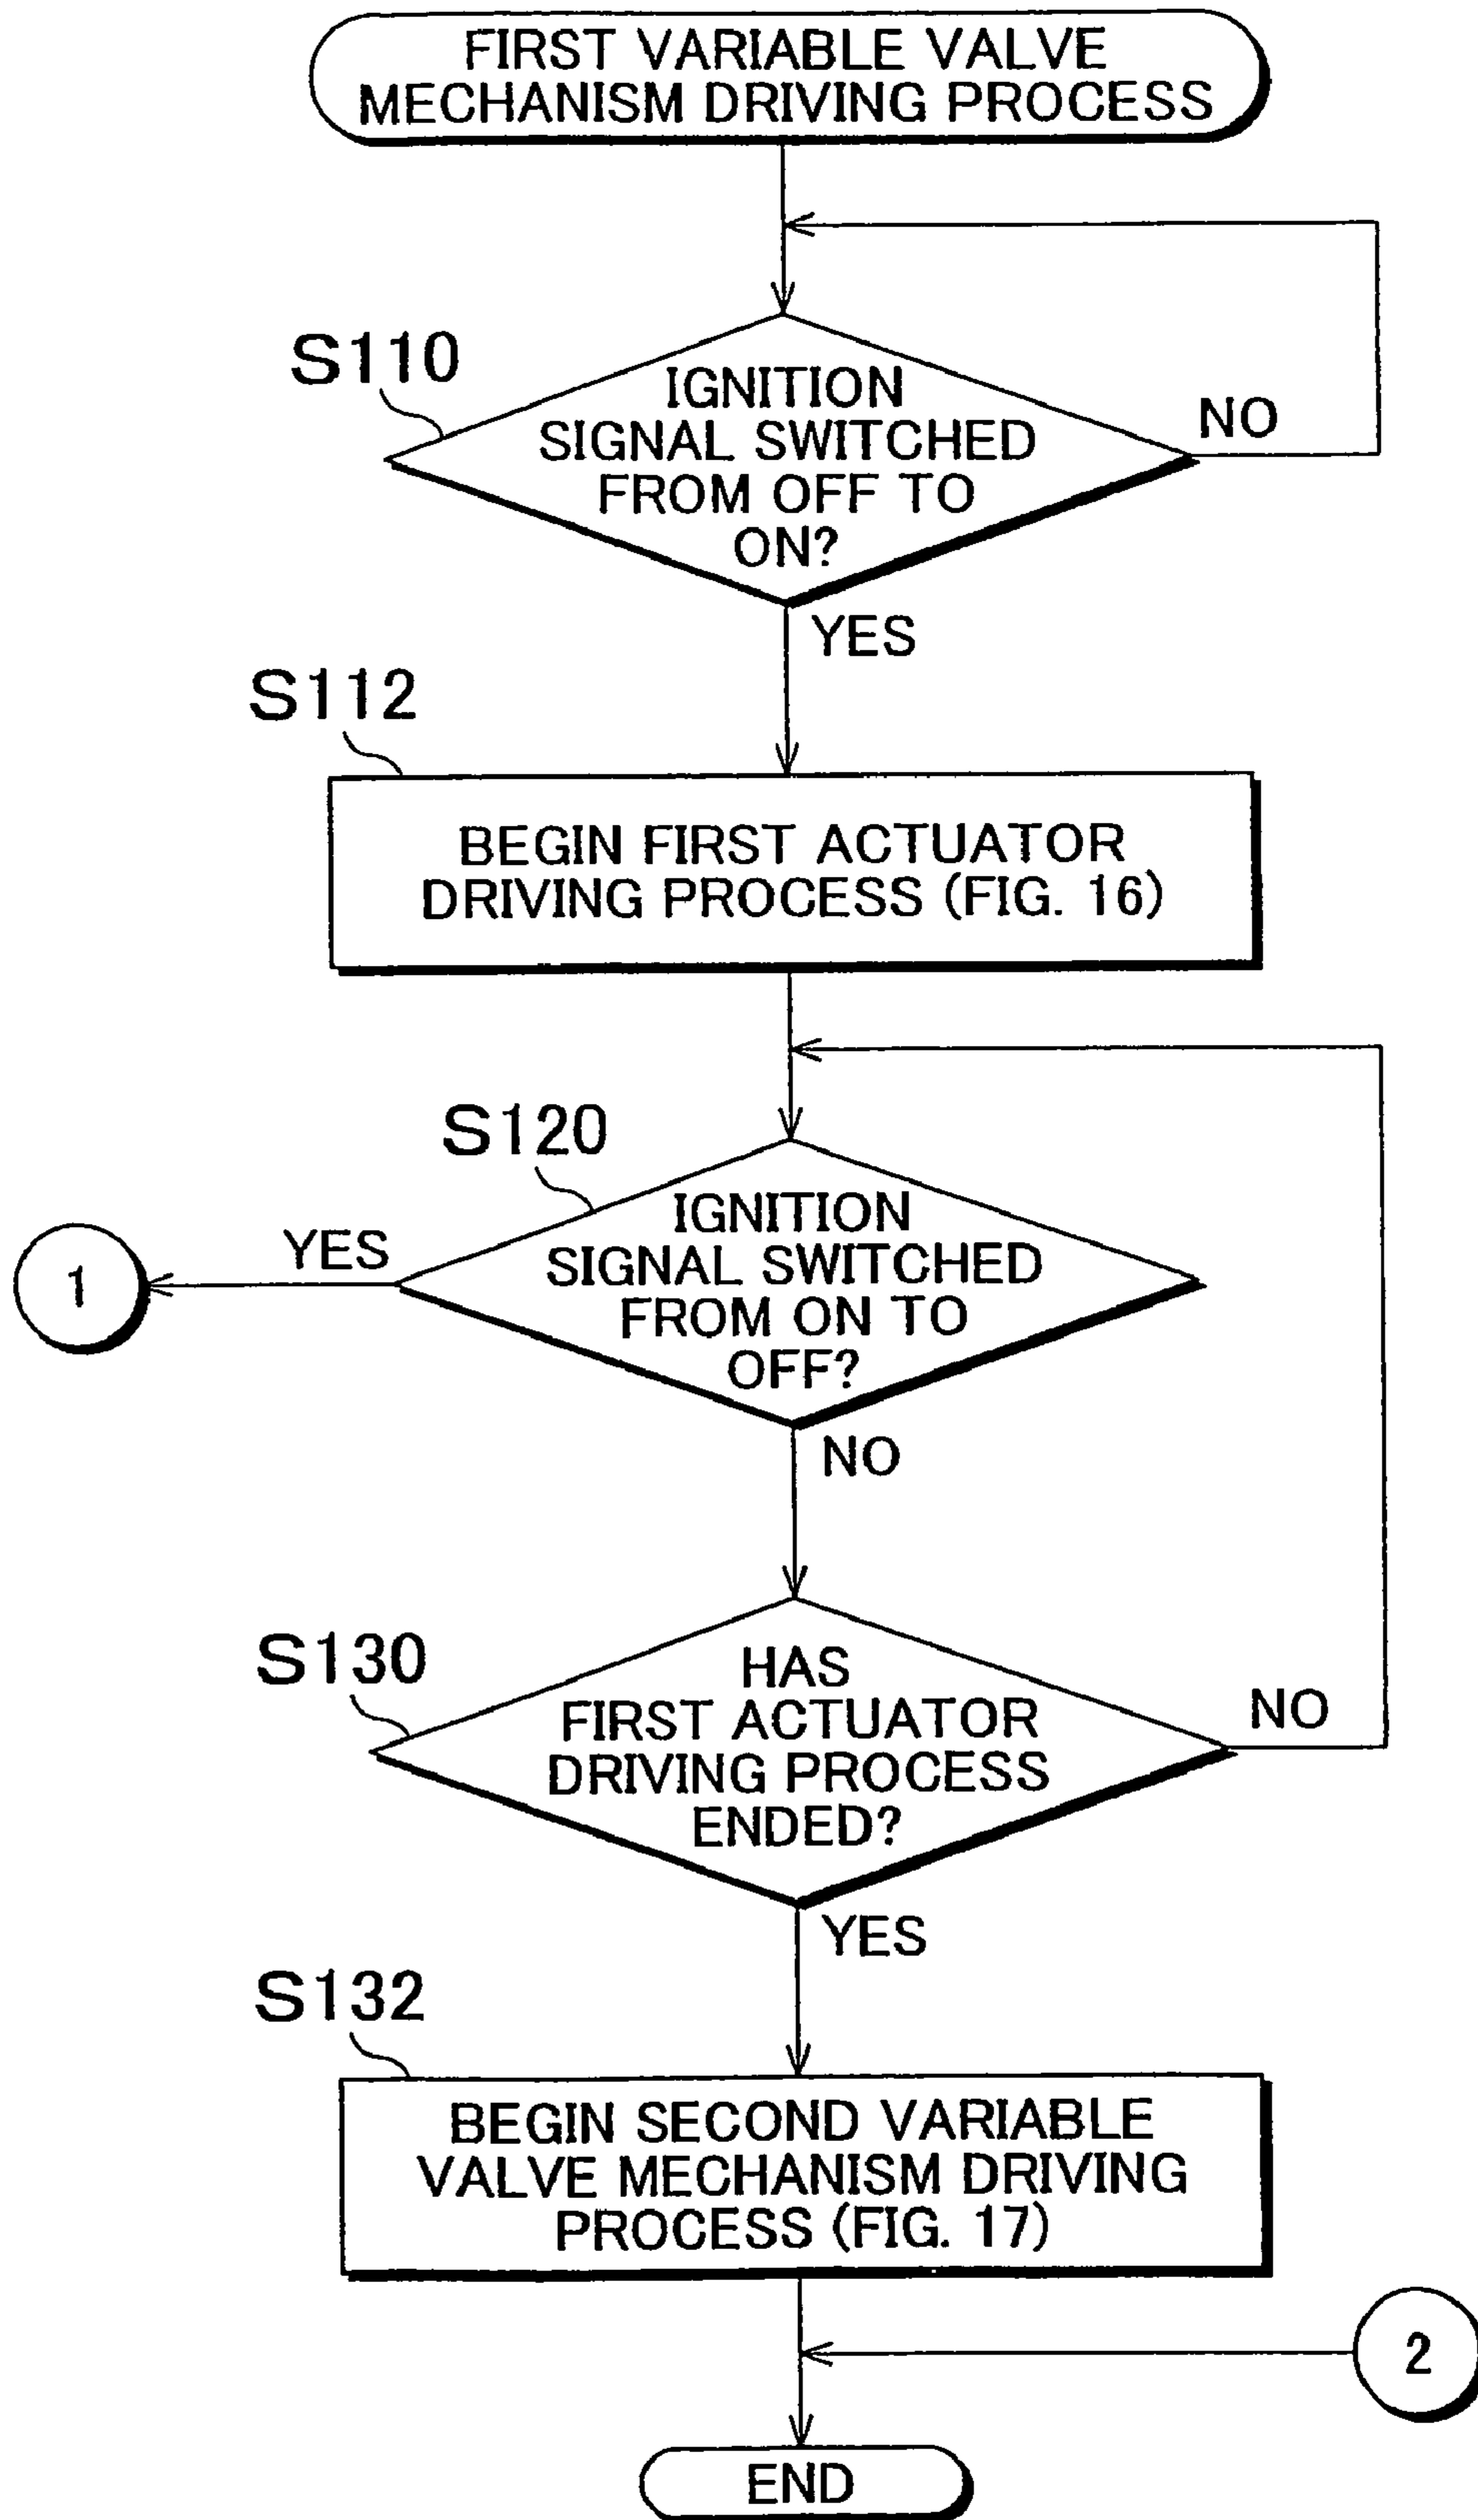 FIRST VARIABLE VALVE
MECHANISM DRIVING PROCESS
S110
IGNITION
SIGNAL SWITCHED
FROM OFF TO
ON?
NO
YES
S112
BEGIN FIRST ACTUATOR
DRIVING PROCESS (FIG. 16)
S120
IGNITION
SIGNAL SWITCHED
FROM ON TO
OFF?
YES
1
NO
S130
HAS
FIRST ACTUATOR
DRIVING PROCESS
ENDED?
NO
YES
S132
BEGIN SECOND VARIABLE
VALVE MECHANISM DRIVING
PROCESS (FIG. 17)
2
END